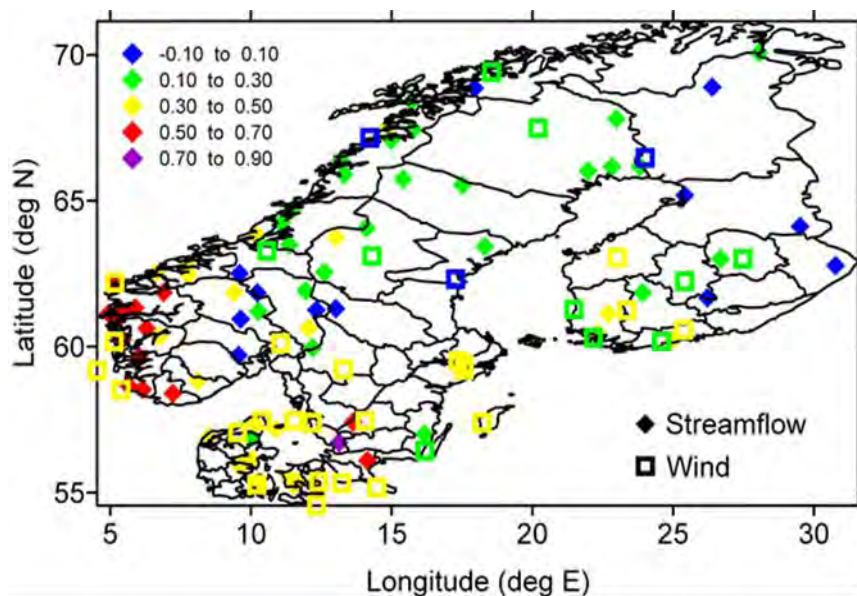 70
65
60
55
Latitude (deg N)
-0.10 to 0.10
0.10 to 0.30
0.30 to 0.50
0.50 to 0.70
0.70 to 0.90
Streamflow
Wind
5 10 15 20 25 30
Longitude (deg E)